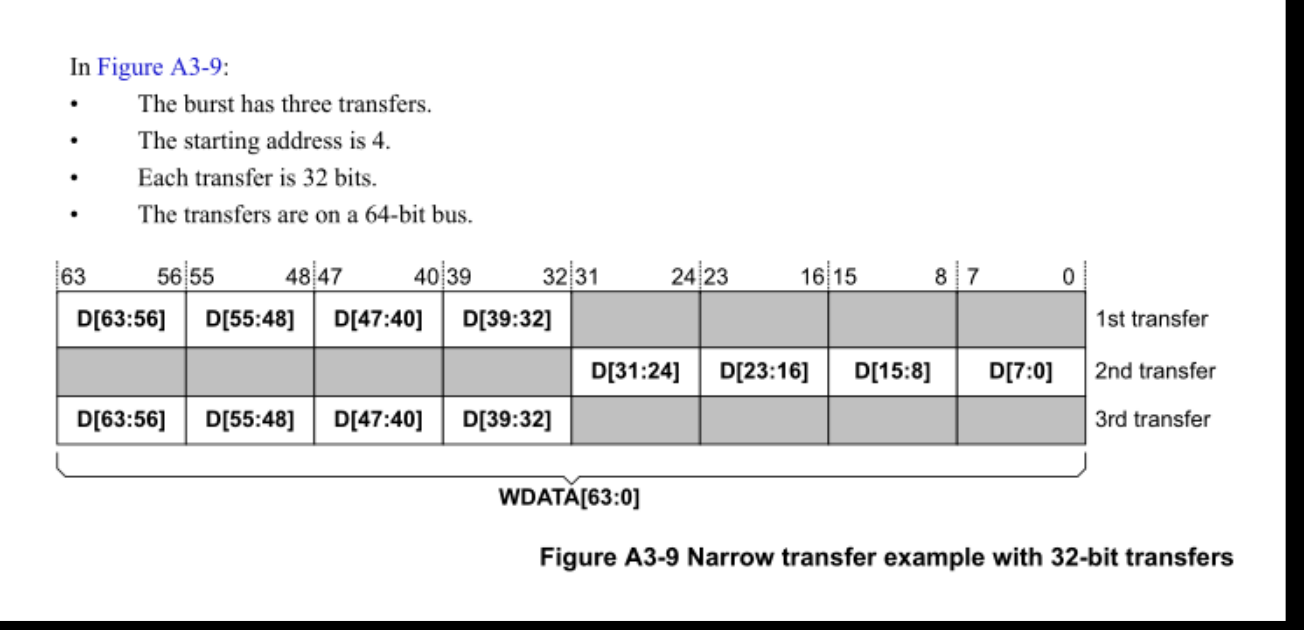 In Figure A3-9:
• The burst has three transfers.
• The starting address is 4.
• Each transfer is 32 bits.
• The transfers are on a 64-bit bus.
63 56 55 48 47 40 39 32 31 24 23 16 15 8 7 0
D[63:56] D[55:48] D[47:40] D[39:32] 1st transfer
D[31:24] D[23:16] D[15:8] D[7:0] 2nd transfer
D[63:56] D[55:48] D[47:40] D[39:32] 3rd transfer
WDATA[63:0]
Figure A3-9 Narrow transfer example with 32-bit transfers